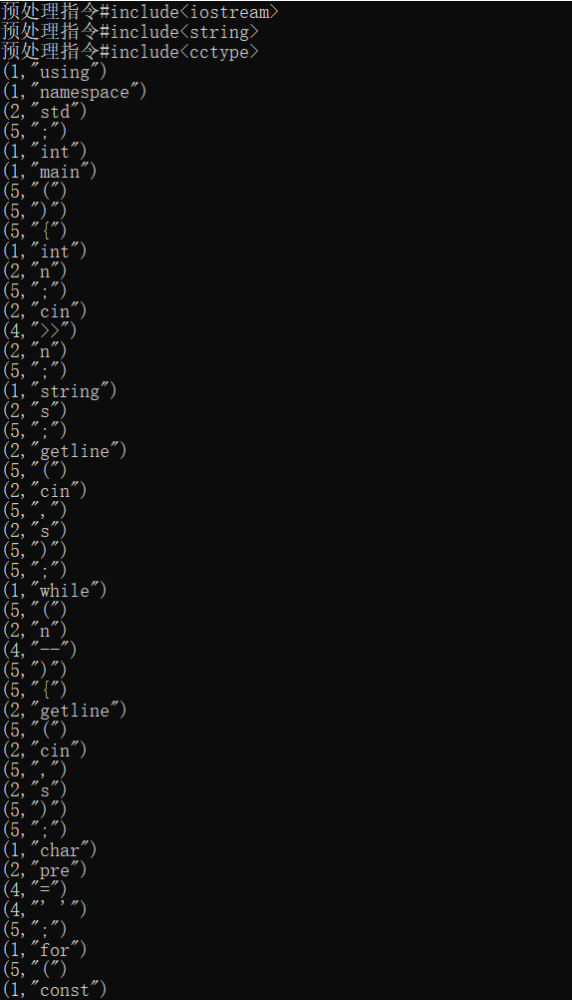 预处理指令#include<iostream>
预处理指令#include<string>
预处理指令#include<cctype>
(1,"using")
(1,"namespace")
(2,"std")
(5,";")
(1,"int")
(1,"main")
(5,"(")
(5,")")
(5,"{")
(1,"int")
(2,"n")
(5,";")
(2,"cin")
(4,">>")
(2,"n")
(5,";")
(1,"string")
(2,"s")
(5,";")
(2,"getline")
(5,"(")
(2,"cin")
(5,",")
(2,"s")
(5,")")
(5,";")
(1,"while")
(5,"(")
(2,"n")
(4,"--")
(5,")")
(5,"{")
(2,"getline")
(5,"(")
(2,"cin")
(5,",")
(2,"s")
(5,")")
(5,";")
(1,"char")
(2,"pre")
(4,"=")
(4,"' '")
(5,";")
(1,"for")
(5,"(")
(1,"const")